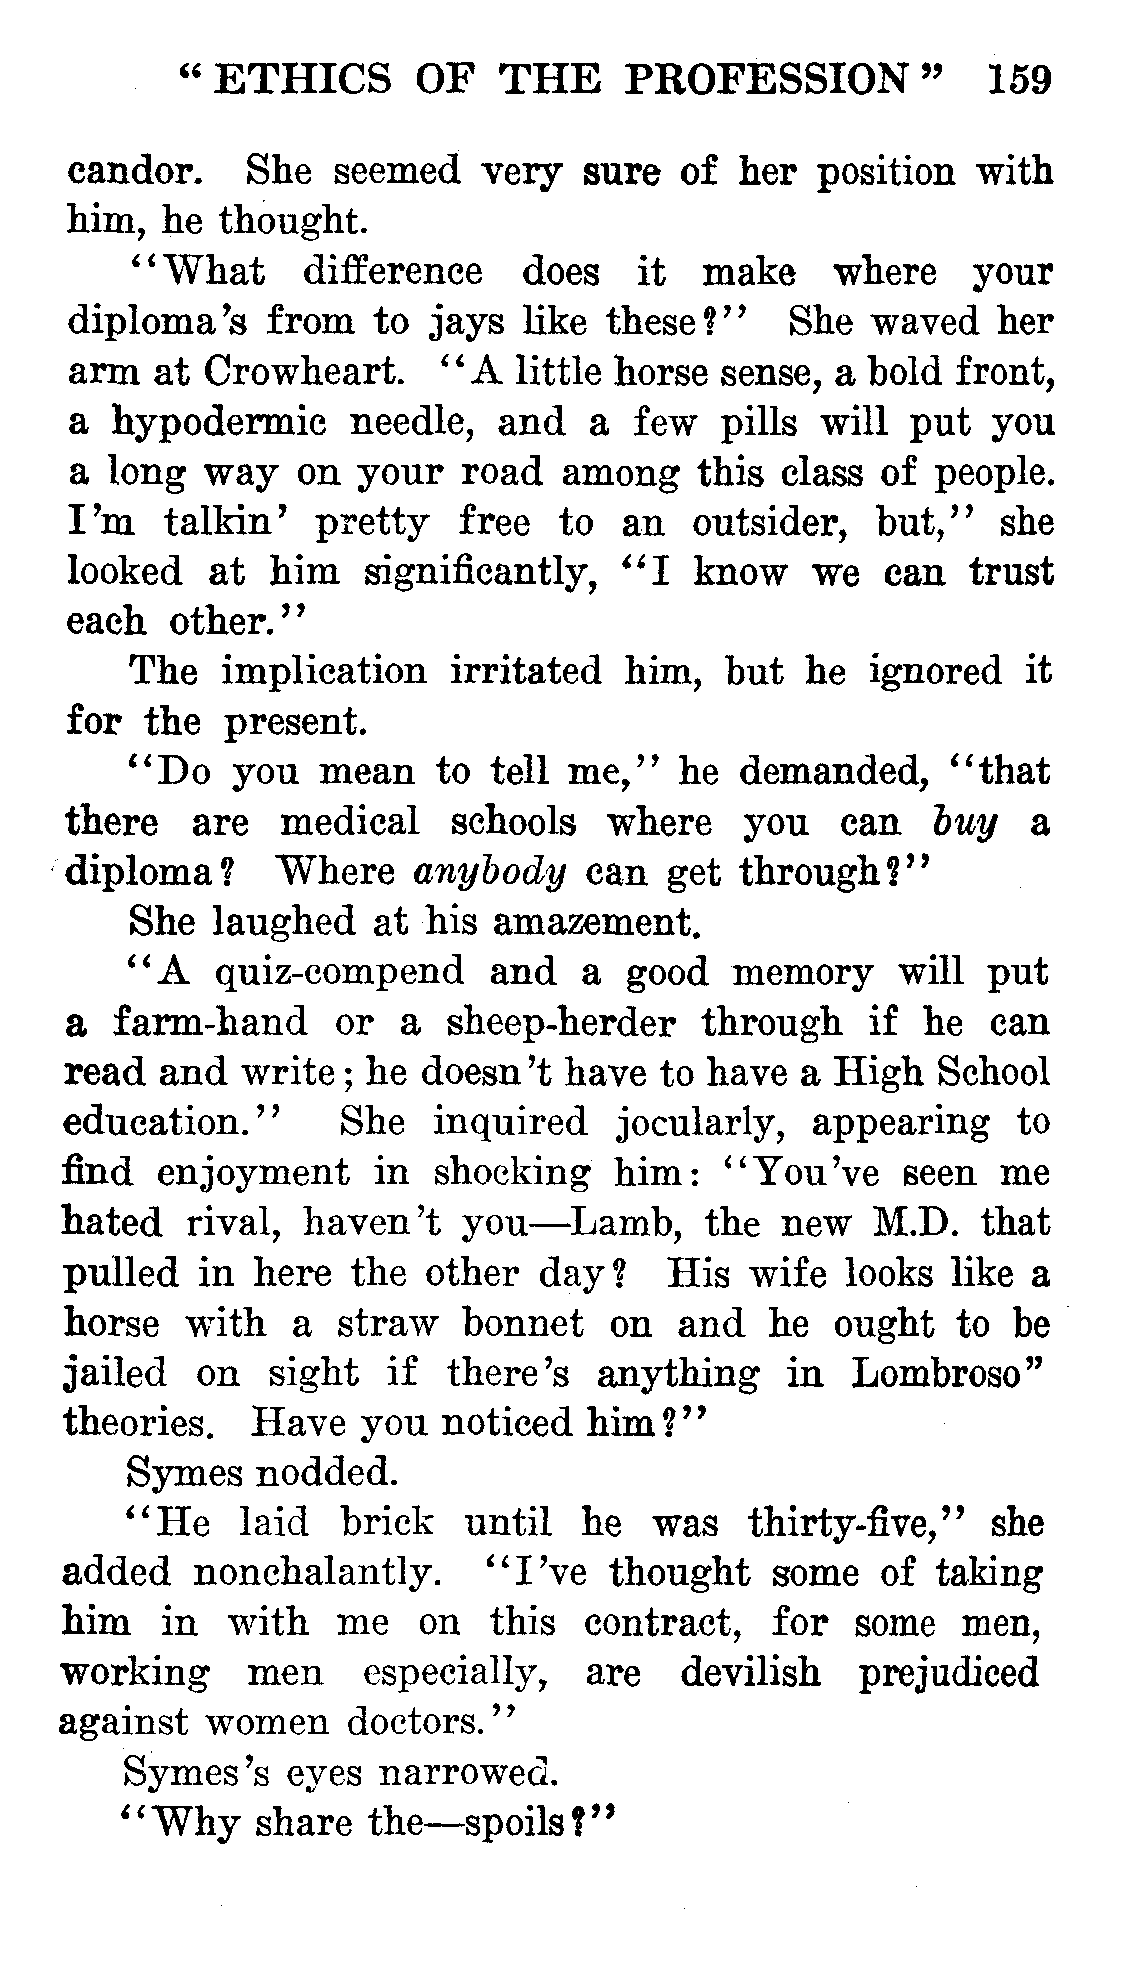 “ ETHICS OF THE PROFESSION ” 159
candor. She seemed very sure of her position with
him, he thought.
“What difference does it make where your
diploma’s from to jays like these?” She waved her
arm at Crowheart. “A little horse sense, a bold front,
a hypodermic needle, and a few pills will put you
a long way on your road among this class of people.
I’m talkin’ pretty free to an outsider, but,” she
looked at him significantly, “I know we can trust
each other.”
The implication irritated him, but he ignored it
for the present.
“Do you mean to tell me,” he demanded, “that
there are medical schools where you can buy a
diploma? Where anybody can get through?”
She laughed at his amazement.
“A quiz-compend and a good memory will put
a farm-hand or a sheep-herder through if he can
read and write; he doesn’t have to have a High School
education.” She inquired jocularly, appearing to
find enjoyment in shocking him: “You’ve seen me
hated rival, haven’t you—Lamb, the new M.D. that
pulled in here the other day? His wife looks like a
horse with a straw bonnet on and he ought to be
jailed on sight if there’s anything in Lombroso”
theories. Have you noticed him?”
Symes nodded.
“He laid brick until he was thirty-five,” she
added nonchalantly. “I’ve thought some of taking
him in with me on this contract, for some men,
working men especially, are devilish prejudiced
against women doctors.”
Symes’s eyes narrowed.
“Why share the—spoils?”